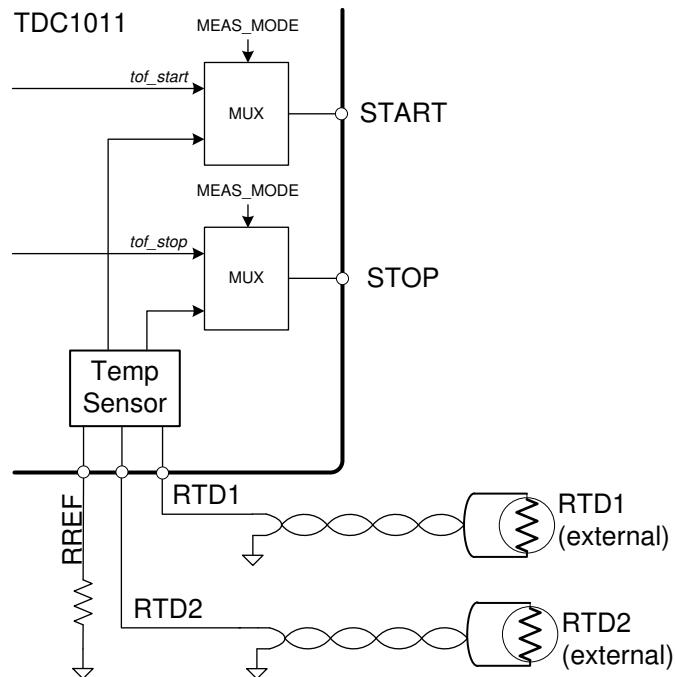 TDC1011
MEAS_MODE
tof_start
MUX
START
MEAS_MODE
tof_stop
MUX
STOP
Temp
Sensor
RREF
RTD1
RTD1
(external)
RTD2
RTD2
(external)